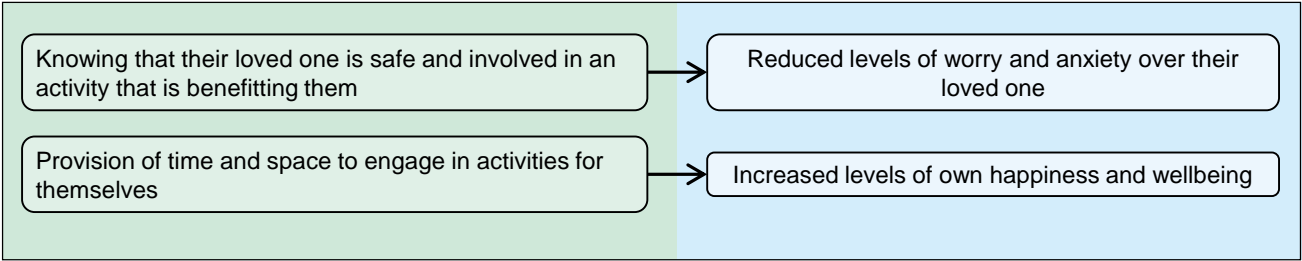 Knowing that their loved one is safe and involved in an
activity that is benefitting them
Reduced levels of worry and anxiety over their
loved one
Provision of time and space to engage in activities for
themselves
Increased levels of own happiness and wellbeing